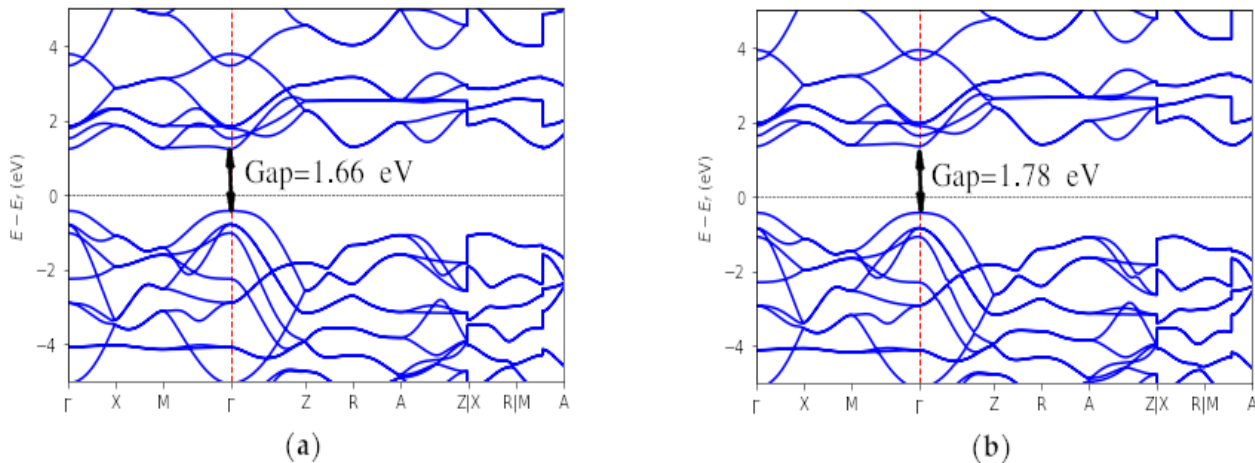 4
2
0
−2
−4
E − E_f (eV)
Gap=1.66 eV
Γ X M Γ Z R A Z|X R|M A
(a)
4
2
0
−2
−4
E − E_f (eV)
Gap=1.78 eV
Γ X M Γ Z R A Z|X R|M A
(b)